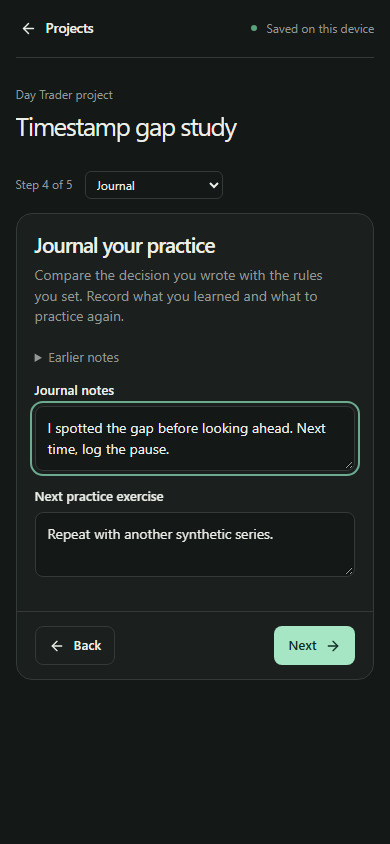 Projects
Saved on this device
Day Trader project
Timestamp gap study
Step 4 of 5
Journal
Journal your practice
Compare the decision you wrote with the rules
you set. Record what you learned and what to
practice again.
Earlier notes
Journal notes
I spotted the gap before looking ahead. Next
time, log the pause.
Next practice exercise
Repeat with another synthetic series.
Back
Next